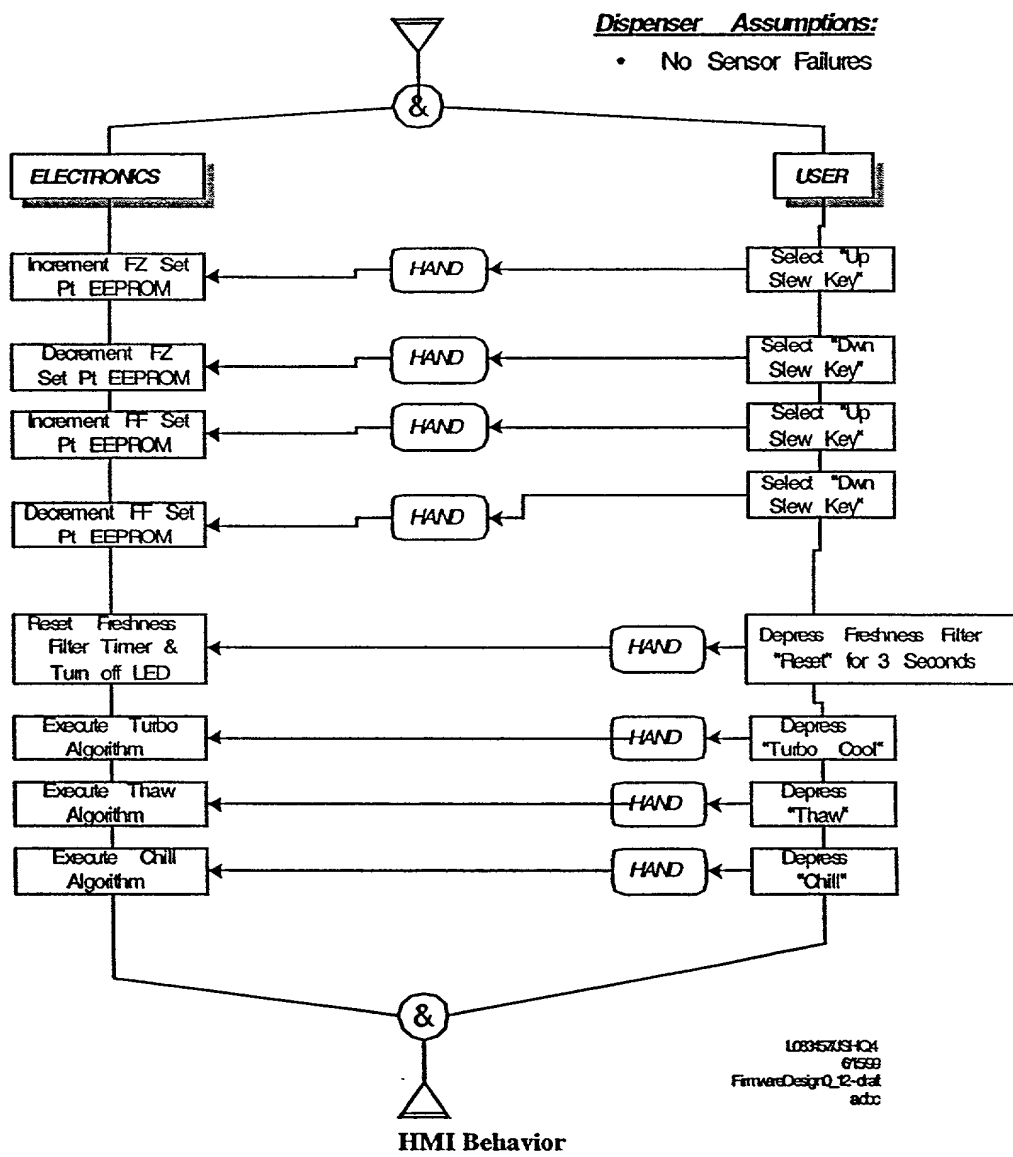 Dispenser Assumptions:
• No Sensor Failures
&
ELECTRONICS
USER
Increment FZ Set
Pt EEPROM
HAND
Select "Up
Slew Key"
Decrement FZ
Set Pt EEPROM
HAND
Select "Dwn
Slew Key"
Increment FF Set
Pt EEPROM
HAND
Select "Up
Slew Key"
Decrement FF Set
Pt EEPROM
HAND
Select "Dwn
Slew Key"
Reset Freshness
Filter Timer &
Turn off LED
HAND
Depress Freshness Filter
"Reset" for 3 Seconds
Execute Turbo
Algorithm
HAND
Depress
"Turbo Cool"
Execute Thaw
Algorithm
HAND
Depress
"Thaw"
Execute Chill
Algorithm
HAND
Depress
"Chill"
&
HMI Behavior